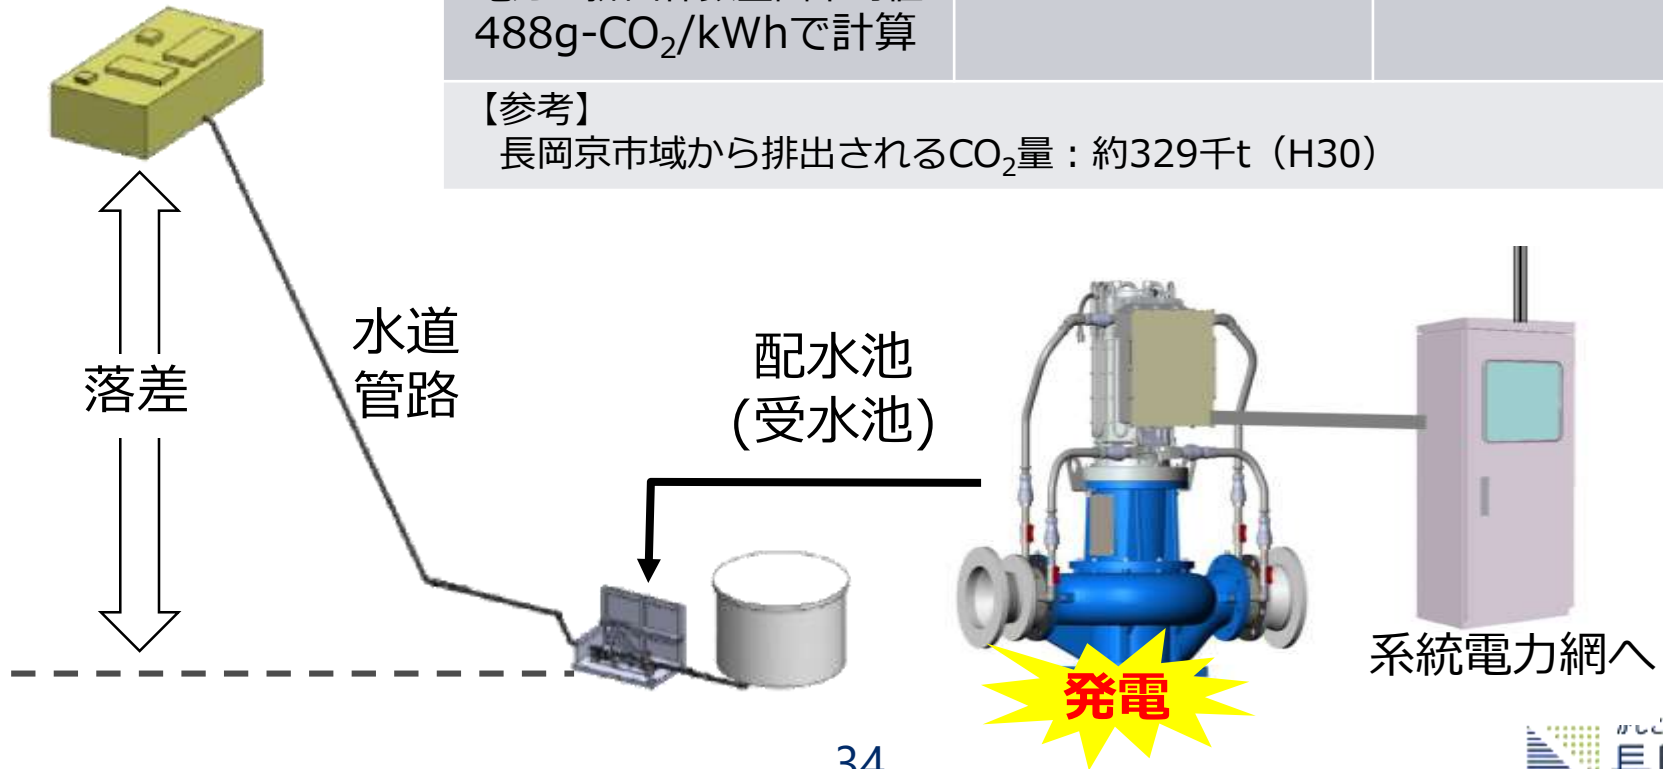 488g-CO₂/kWhで計算
【参考】
長岡京市域から排出されるCO₂量：約329千t（H30）
水道
管路
落差
配水池
(受水池)
発電
系統電力網へ
34